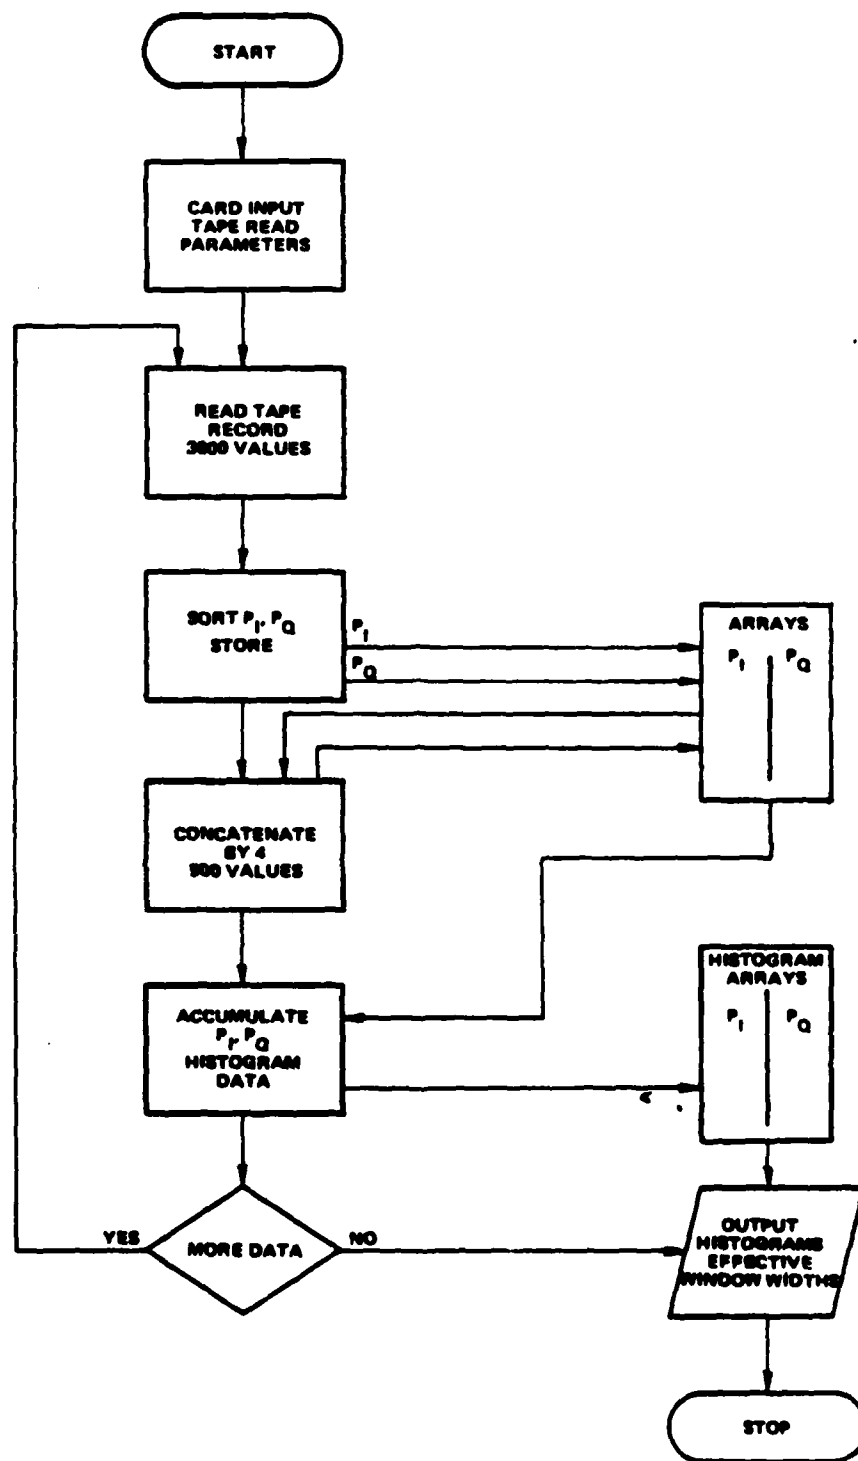 START
CARD INPUT
TAPE READ
PARAMETERS
READ TAPE
RECORD
3600 VALUES
SORT P_I, P_Q
STORE
P_I
P_Q
ARRAYS
P_I P_Q
CONCATENATE
BY 4
900 VALUES
ACCUMULATE
P_I, P_Q
HISTOGRAM
DATA
HISTOGRAM
ARRAYS
P_I P_Q
YES
MORE DATA
NO
OUTPUT
HISTOGRAMS
EFFECTIVE
WINDOW WIDTHS
STOP